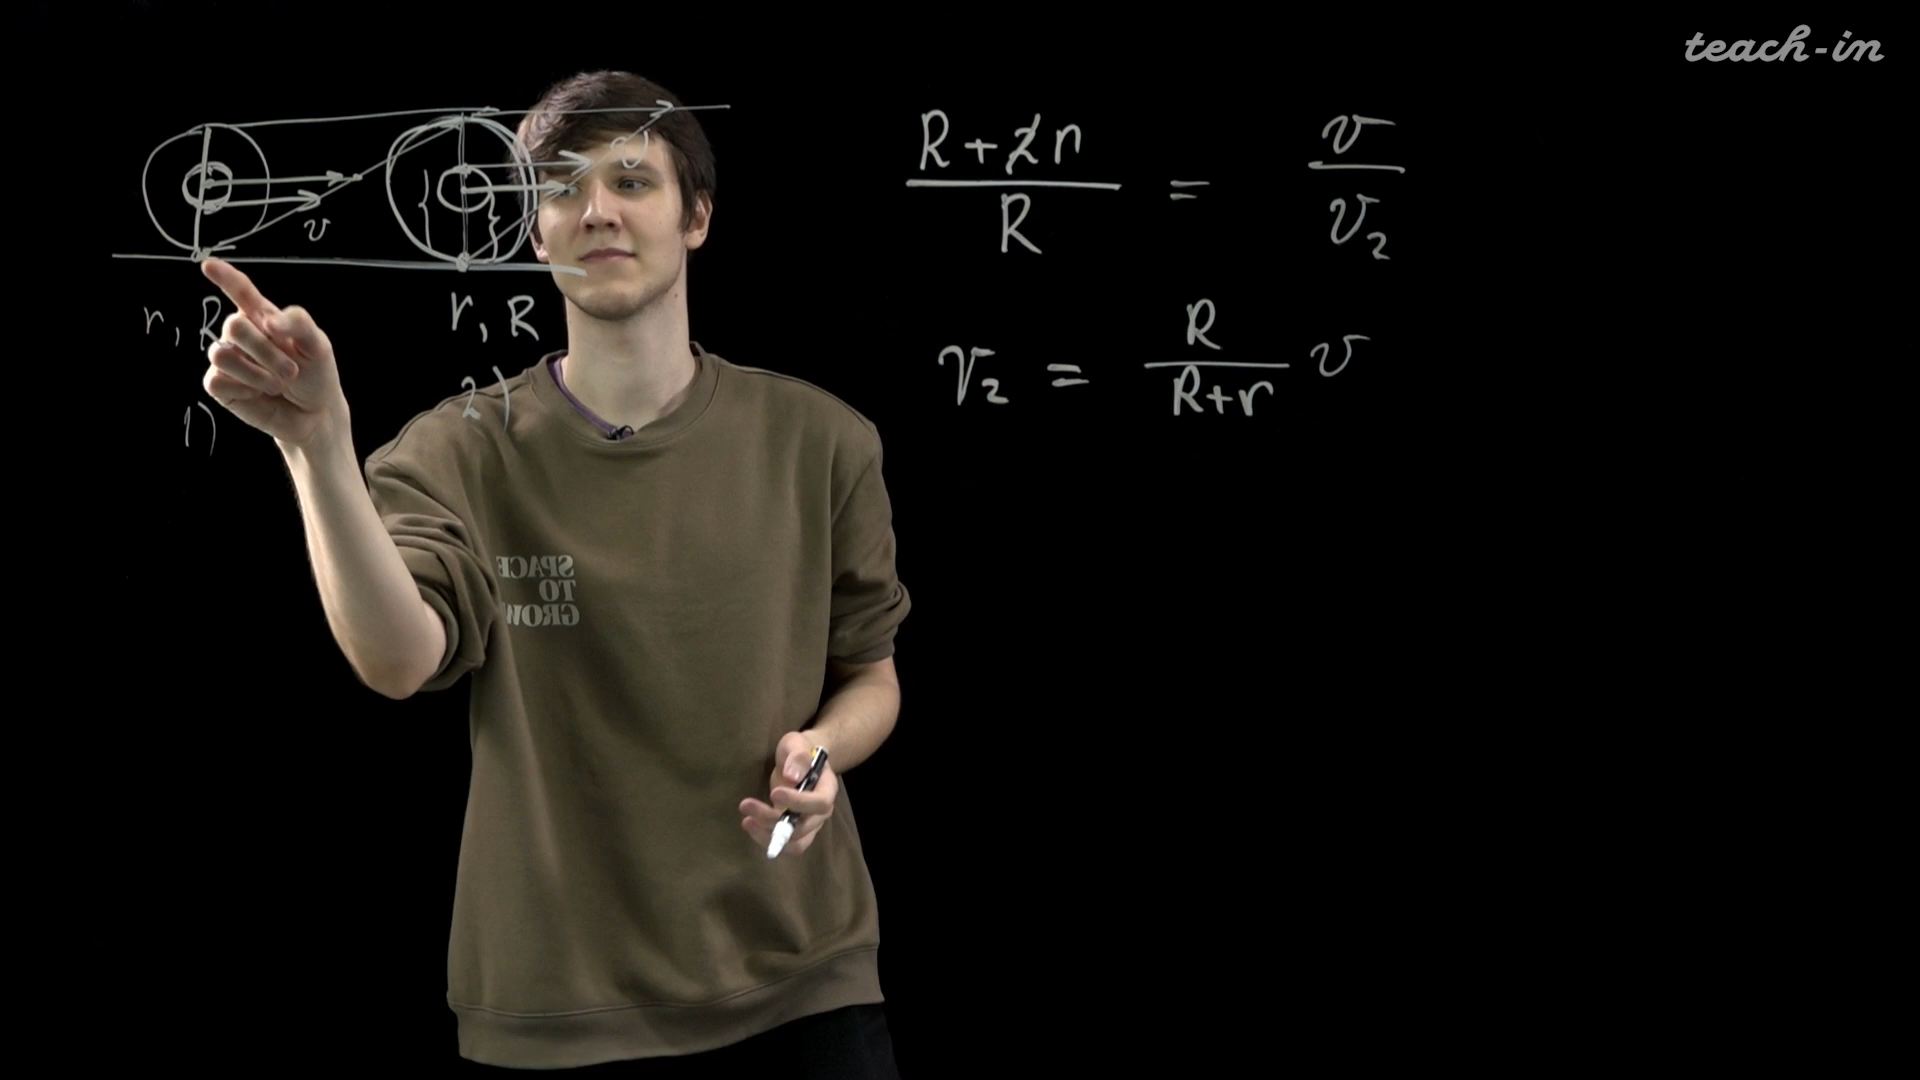 teach-in
v
v
r, R
r, R
1)
2)
R + 2r / R = v / v₂
v₂ = R / R+r v
SPACE
TO
GROW